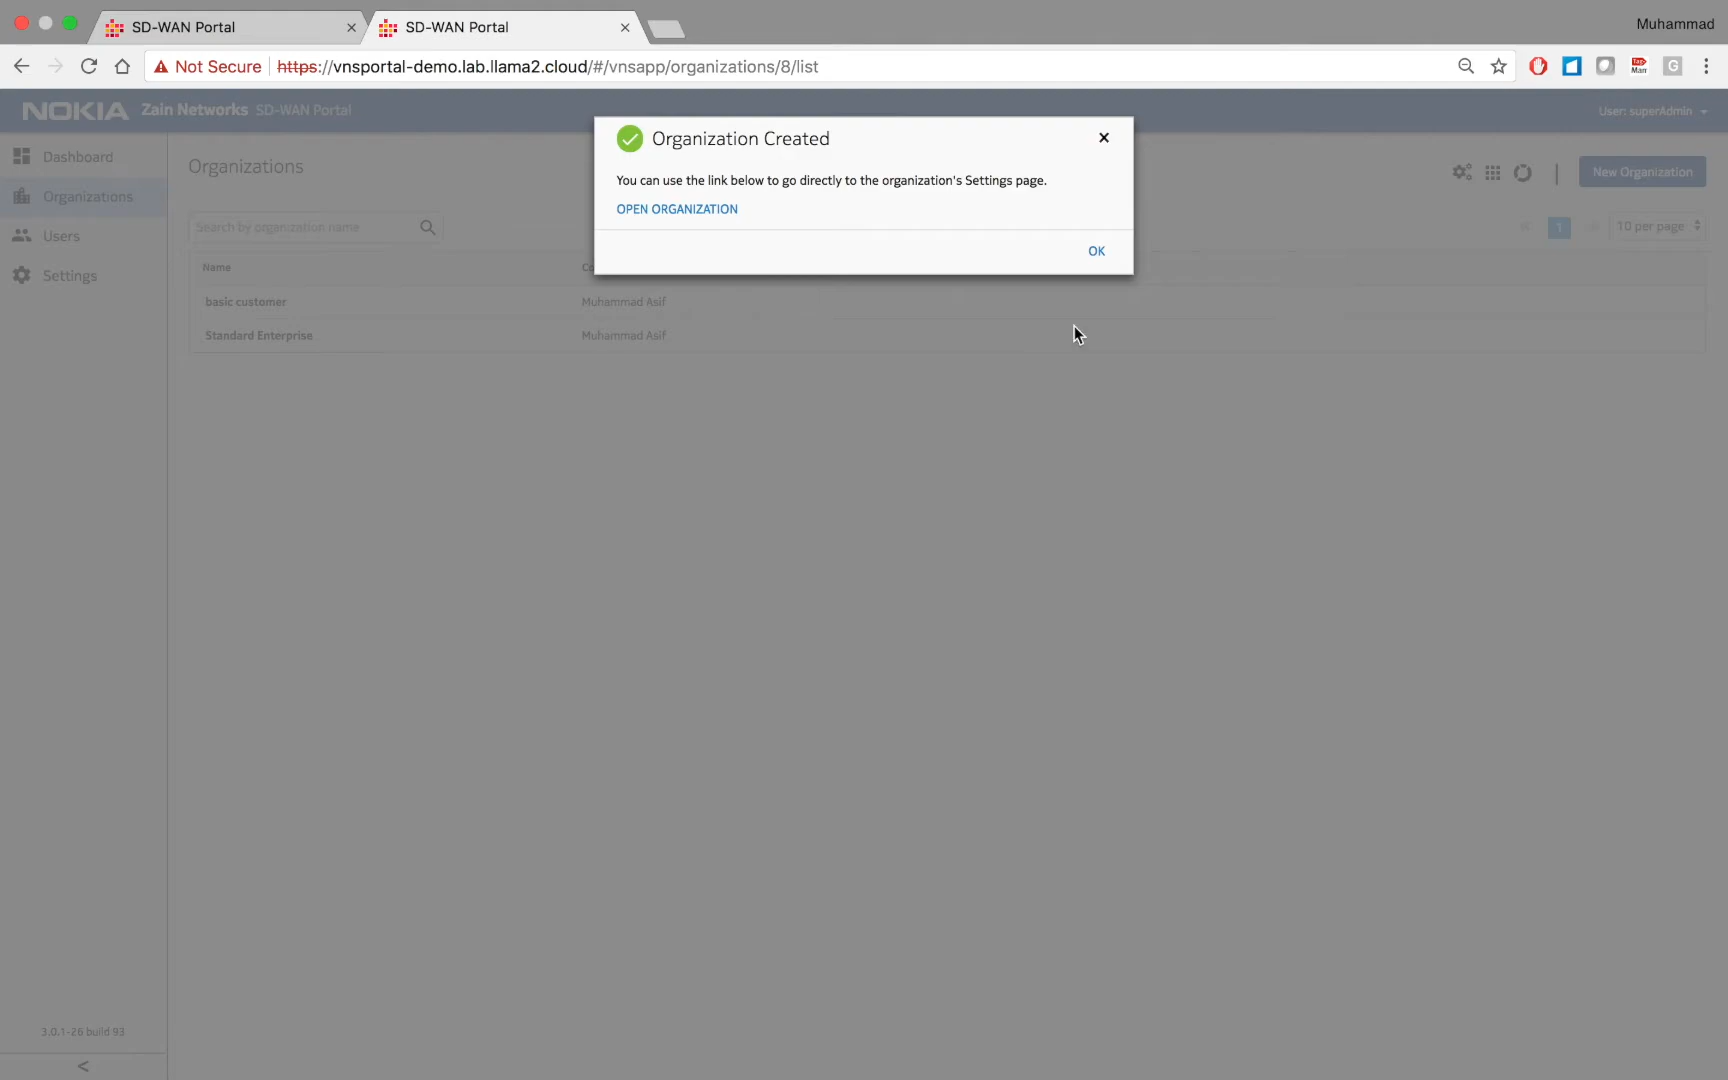 SD-WAN Portal
SD-WAN Portal
Muhammad
Not Secure
https://vnsportal-demo.lab.llama2.cloud/#/vnsapp/organizations/8/list
NOKIA Zain Networks SD-WAN Portal
User: superAdmin
Dashboard
Organizations
Users
Settings
Organizations
New Organization
Search by organization name
1
10 per page
Name
Co
basic customer Muhammad Asif
Standard Enterprise Muhammad Asif
Organization Created
You can use the link below to go directly to the organization's Settings page.
OPEN ORGANIZATION
OK
3.0.1-26 build 93
<